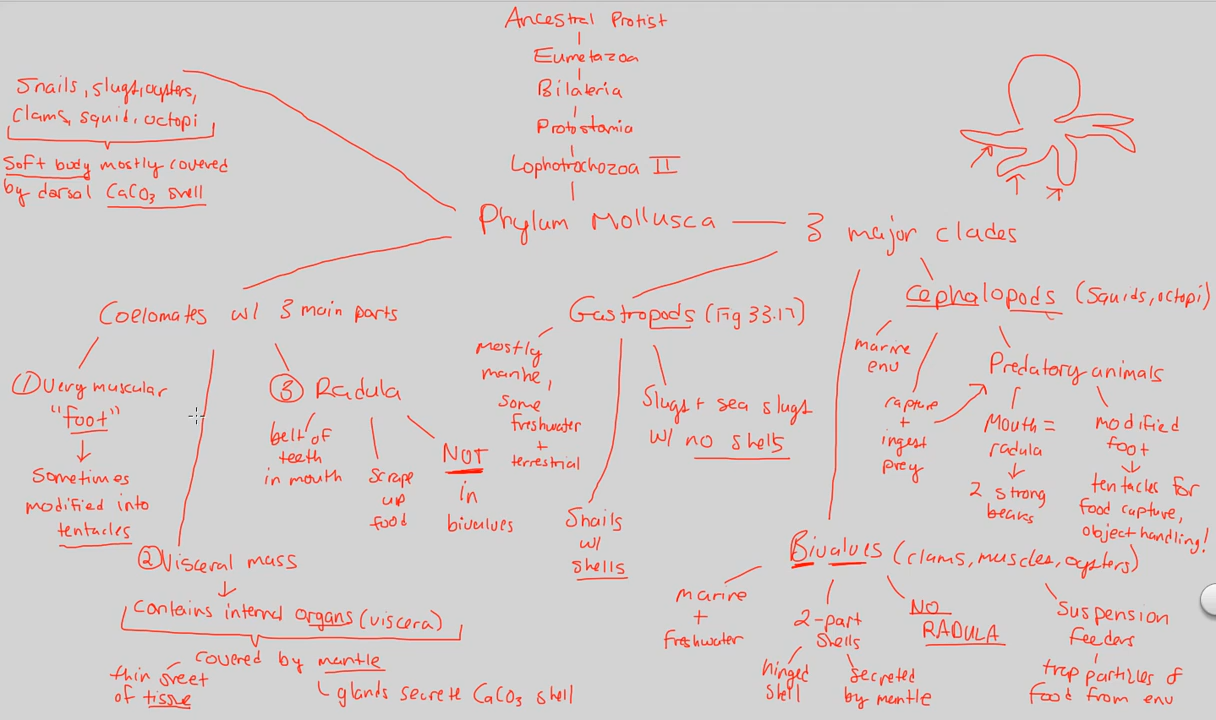 Ancestral Protist
Eumetazoa
Bilateria
Protostomia
Lophotrochozoa II
Phylum Mollusca
3 major clades
Snails, slugs, oysters,
clams, squid, octopi
Soft body mostly covered
by dorsal CaCO3 shell
Coelomates w/ 3 main parts
① Very muscular
"foot"
Sometimes
modified into
tentacles
② Visceral mass
Contains internal organs (viscera)
covered by mantle
thin sheet
of tissue
glands secrete CaCO3 shell
③ Radula
belt of
teeth
in mouth
Scrape
up
food
NOT
in
bivalves
Gastropods (Fig 33.17)
mostly
marine,
some
freshwater
+
terrestrial
Snails
w/
shells
Slugs + sea slugs
w/ no shells
Cephalopods (Squids, octopi)
marine
env
capture
+
ingest
prey
Predatory animals
Mouth =
radula
2 strong
beaks
modified
foot
tentacles for
food capture,
object handling!
Bivalves (clams, muscles, oysters)
marine
+
freshwater
2-part
shells
hinged
shell
secreted
by mantle
NO
RADULA
Suspension
feeders
trap particles of
food from env